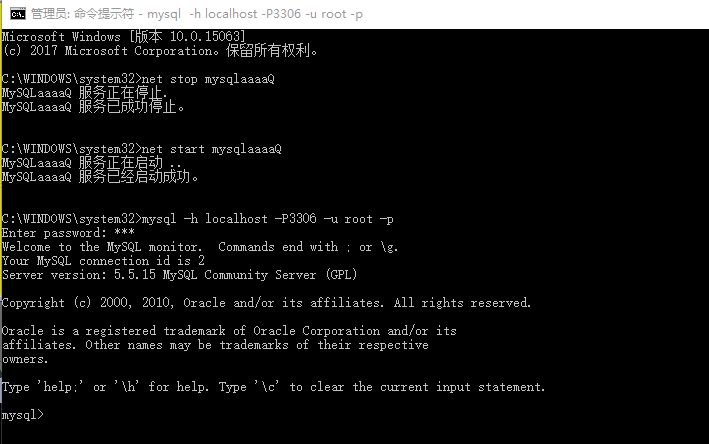 管理员: 命令提示符 - mysql  -h localhost -P3306 -u root -p
Microsoft Windows [版本 10.0.15063]
(c) 2017 Microsoft Corporation。保留所有权利。
C:\WINDOWS\system32>net stop mysqlaaaaQ
MySQLaaaaQ 服务正在停止.
MySQLaaaaQ 服务已成功停止。
C:\WINDOWS\system32>net start mysqlaaaaQ
MySQLaaaaQ 服务正在启动 ..
MySQLaaaaQ 服务已经启动成功。
C:\WINDOWS\system32>mysql -h localhost -P3306 -u root -p
Enter password: ***
Welcome to the MySQL monitor.  Commands end with ; or \g.
Your MySQL connection id is 2
Server version: 5.5.15 MySQL Community Server (GPL)
Copyright (c) 2000, 2010, Oracle and/or its affiliates. All rights reserved.
Oracle is a registered trademark of Oracle Corporation and/or its
affiliates. Other names may be trademarks of their respective
owners.
Type 'help;' or '\h' for help. Type '\c' to clear the current input statement.
mysql>